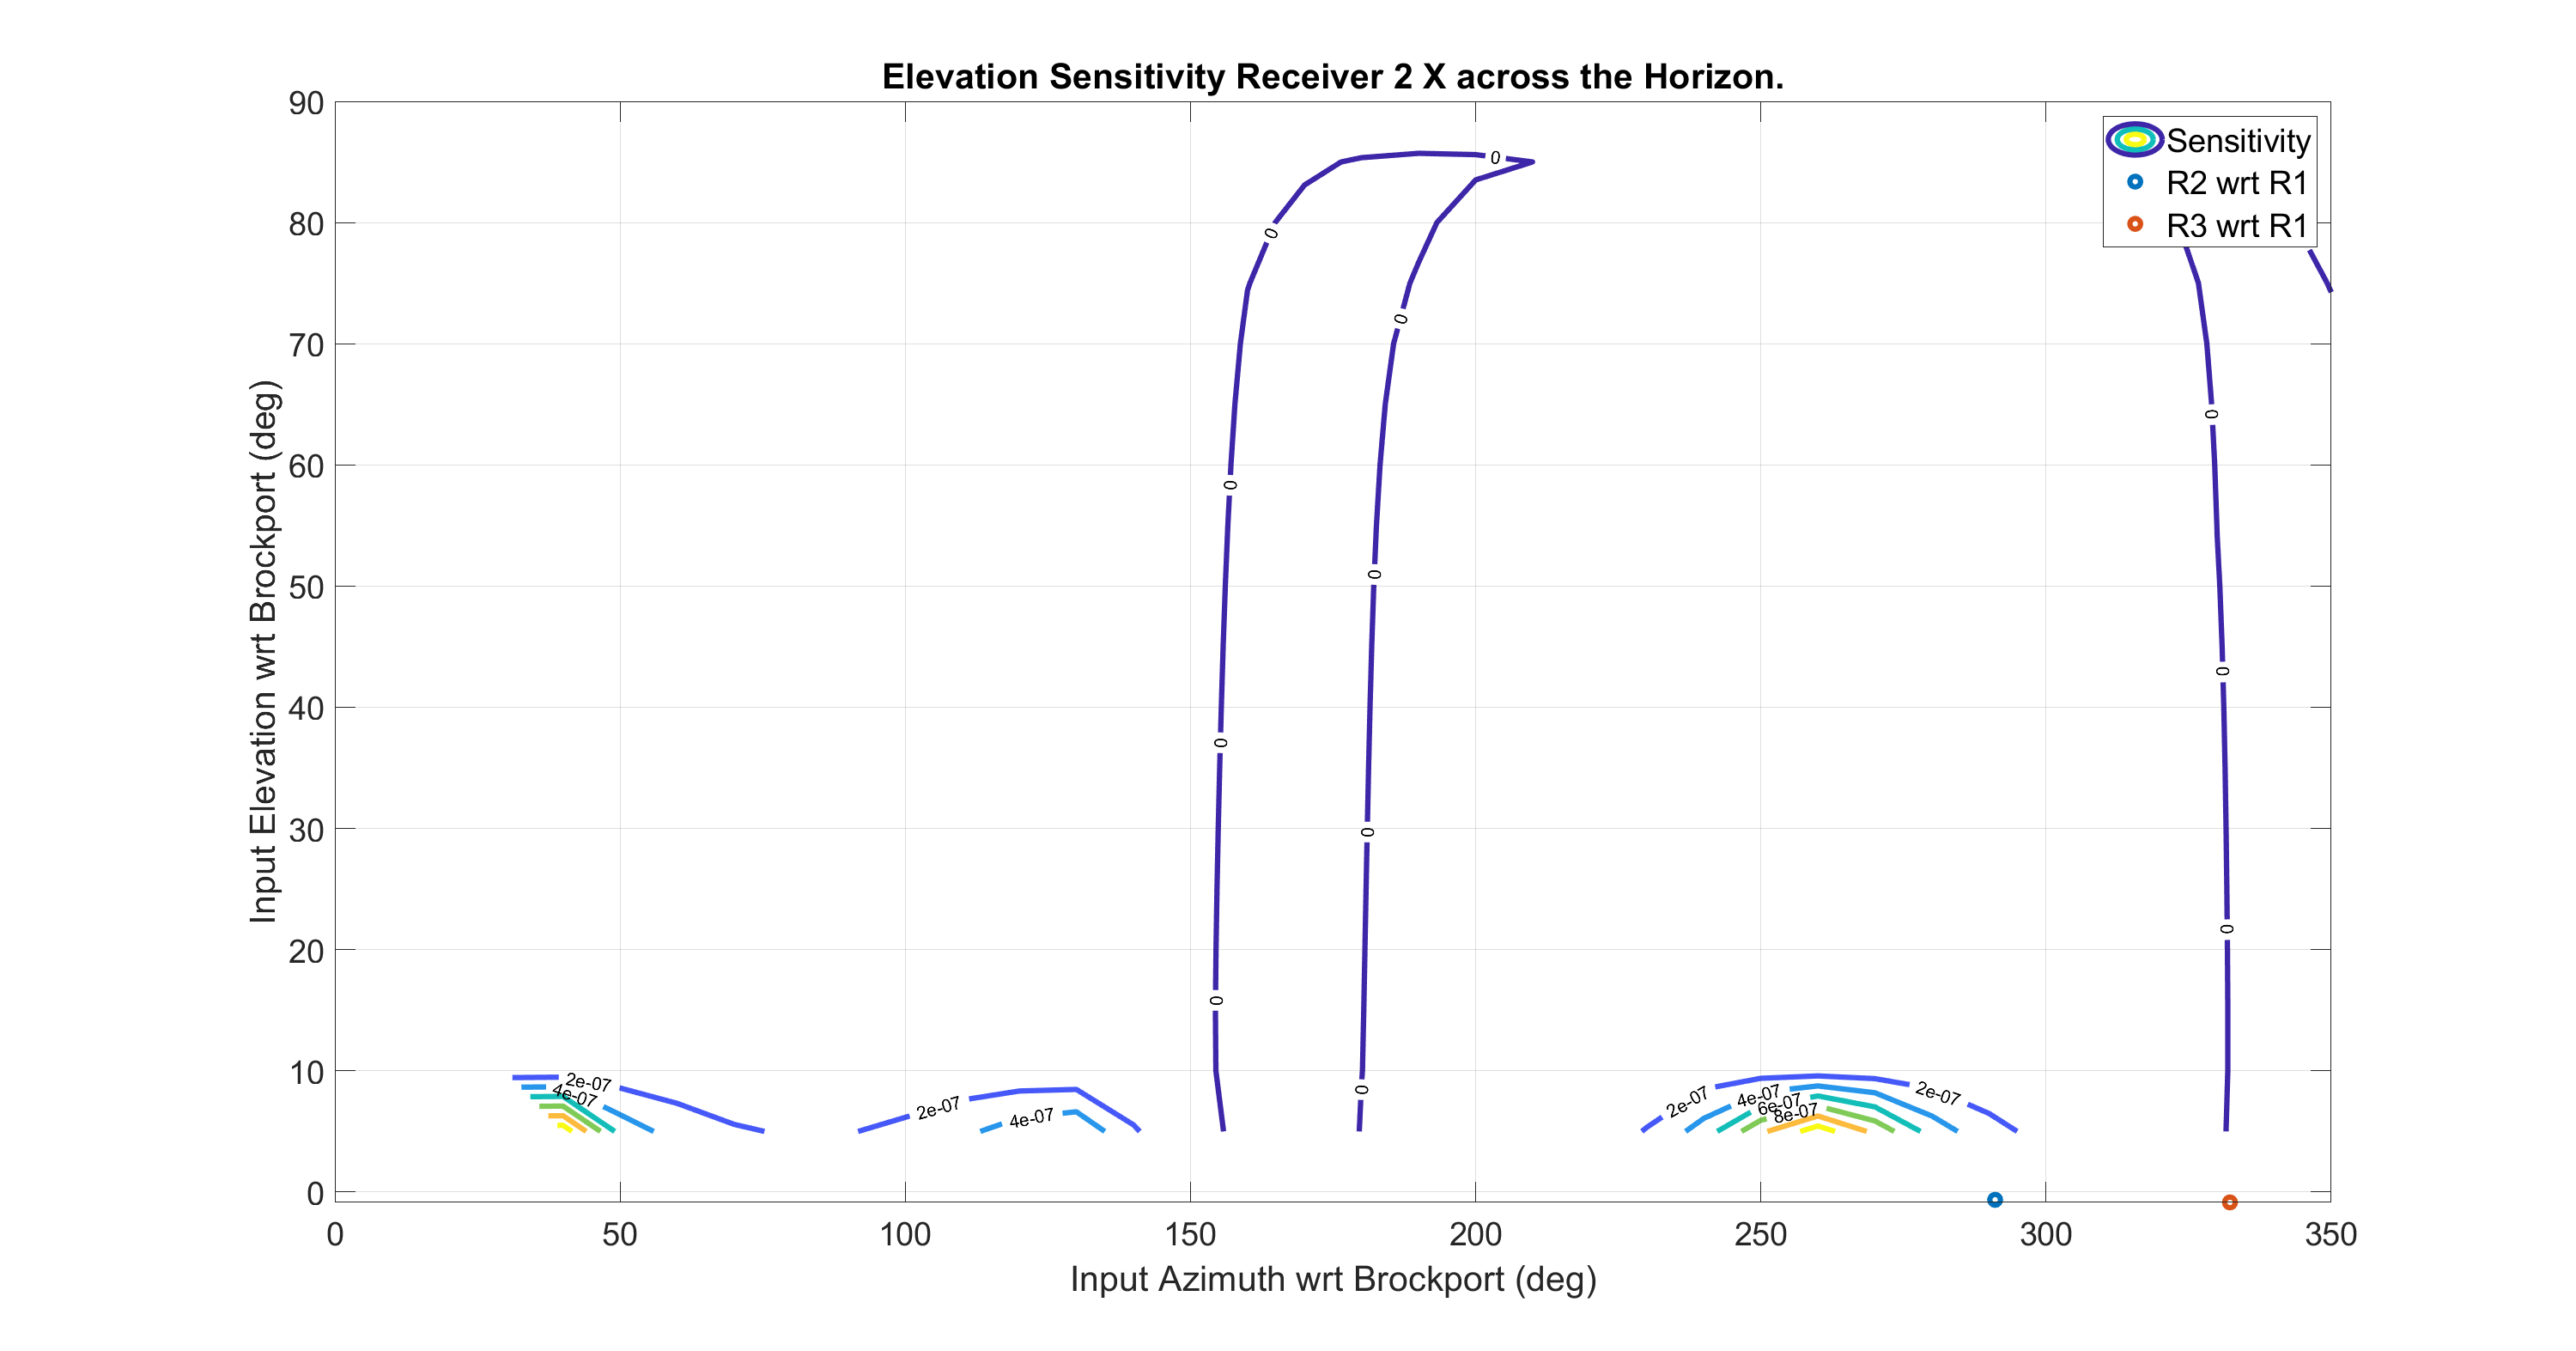 Elevation Sensitivity Receiver 2 X across the Horizon.
90
80
70
60
50
40
30
20
10
0
Input Elevation wrt Brockport (deg)
Sensitivity
R2 wrt R1
R3 wrt R1
0
0
0
0
0
0
0
0
0
0
0
0
0
2e-07
4e-07
2e-07
4e-07
2e-07
4e-07
6e-07
8e-07
2e-07
0
50
100
150
200
250
300
350
Input Azimuth wrt Brockport (deg)